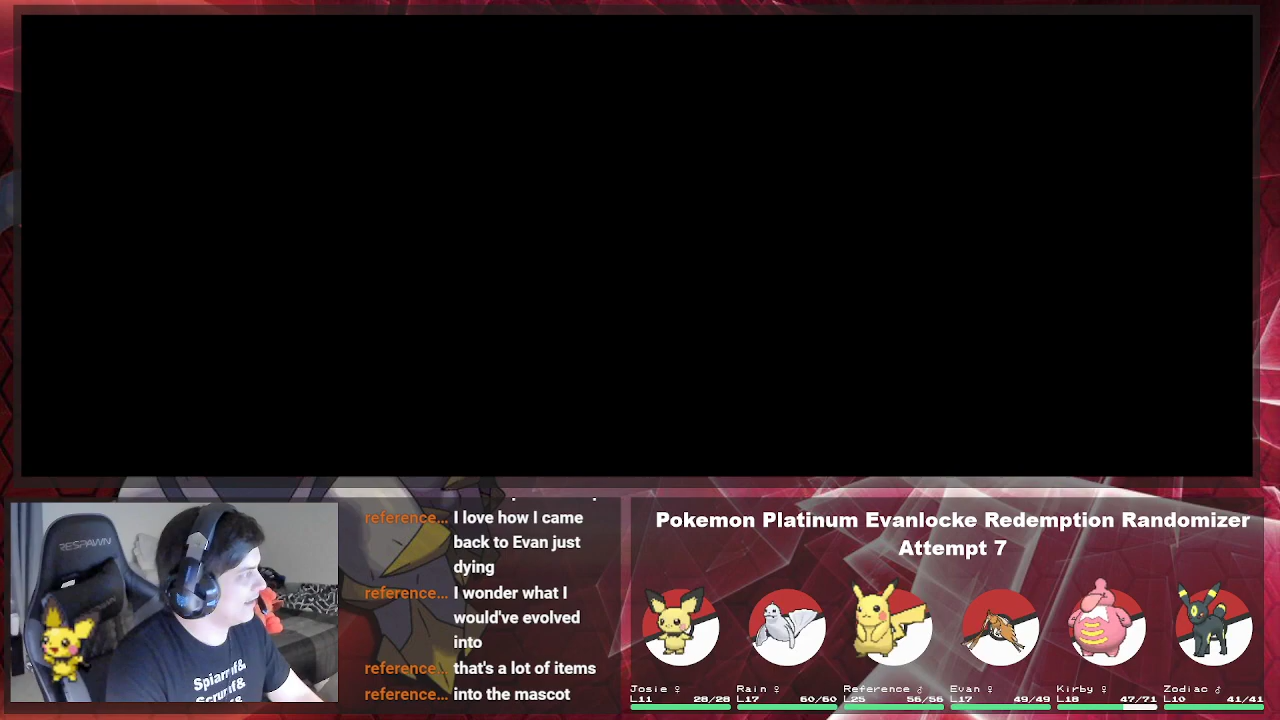 RESPAWN
Spiarmf&
Scrumf&
reference... I love how I came
back to Evan just
dying
reference... I wonder what I
would've evolved
into
reference... that's a lot of items
reference... into the mascot
Pokemon Platinum Evanlocke Redemption Randomizer
Attempt 7
Josie ♀ Rain ♀ Reference ♂ Evan ♀ Kirby ♀ Zodiac ♂
L11 28/28 L17 60/60 L25 56/56 L17 49/49 L18 47/71 L10 41/41